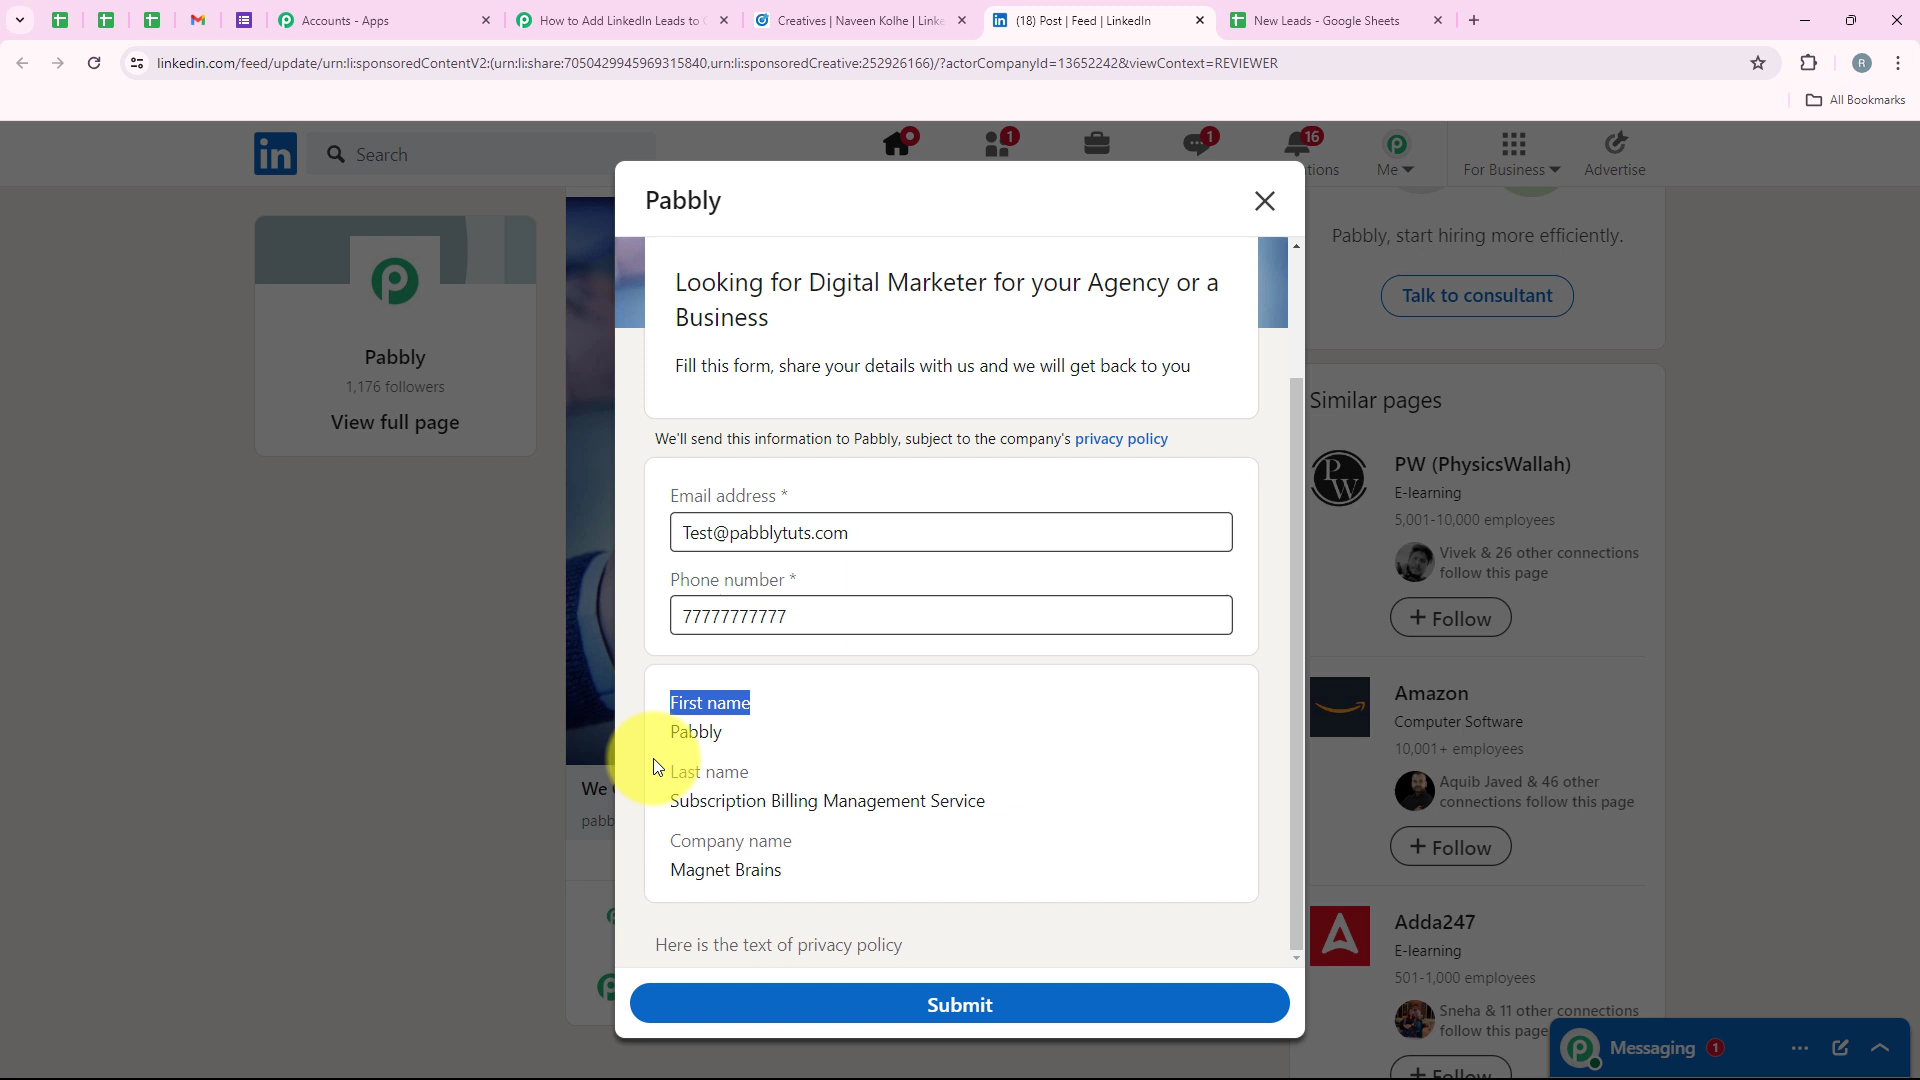 Accounts - Apps
How to Add LinkedIn Leads to
Creatives | Naveen Kolhe | Linke
(18) Post | Feed | LinkedIn
New Leads - Google Sheets
linkedin.com/feed/update/urn:li:sponsoredContentV2:(urn:li:share:7050429945969315840,urn:li:sponsoredCreative:252926166)/?actorCompanyId=13652242&viewContext=REVIEWER
R
All Bookmarks
in
Search
1
1
16
tions
Me
For Business
Advertise
Pabbly
1,176 followers
View full page
We
pabb
Pabbly
Looking for Digital Marketer for your Agency or a
Business
Fill this form, share your details with us and we will get back to you
We'll send this information to Pabbly, subject to the company's privacy policy
Email address *
Test@pabblytuts.com
Phone number *
77777777777
First name
Pabbly
Last name
Subscription Billing Management Service
Company name
Magnet Brains
Here is the text of privacy policy
Submit
Pabbly, start hiring more efficiently.
Talk to consultant
Similar pages
PW
PW (PhysicsWallah)
E-learning
5,001-10,000 employees
Vivek & 26 other connections
follow this page
+ Follow
Amazon
Computer Software
10,001+ employees
Aquib Javed & 46 other
connections follow this page
+ Follow
Adda247
E-learning
501-1,000 employees
Sneha & 11 other connections
follow this page
+ Follow
Messaging 1